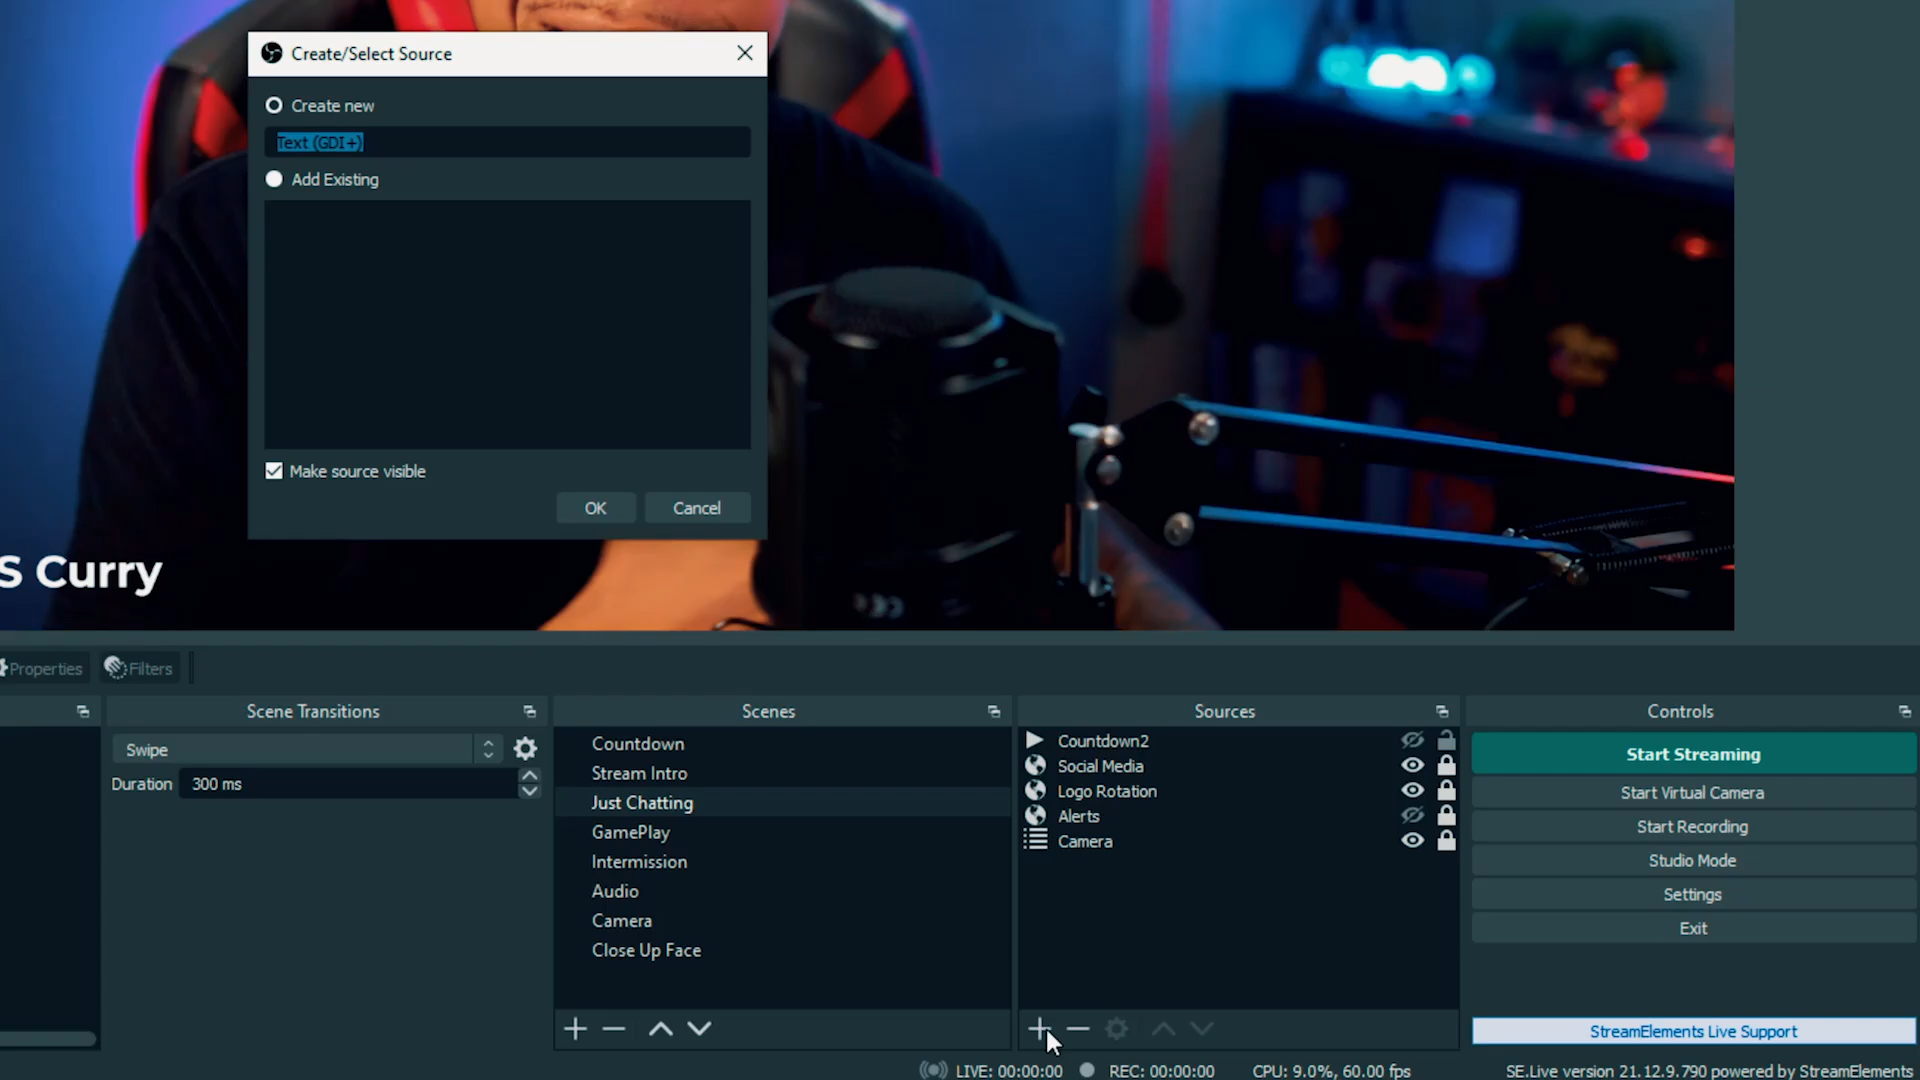 Create/Select Source
Create new
Text (GDI+)
Add Existing
Make source visible
OK
Cancel
S Curry
Properties
Filters
Scene Transitions
Swipe
Duration
300 ms
Scenes
Countdown
Stream Intro
Just Chatting
GamePlay
Intermission
Audio
Camera
Close Up Face
Sources
Countdown2
Social Media
Logo Rotation
Alerts
Camera
Controls
Start Streaming
Start Virtual Camera
Start Recording
Studio Mode
Settings
Exit
StreamElements Live Support
LIVE: 00:00:00
REC: 00:00:00
CPU: 9.0%, 60.00 fps
SE.Live version 21.12.9.790 powered by StreamElements